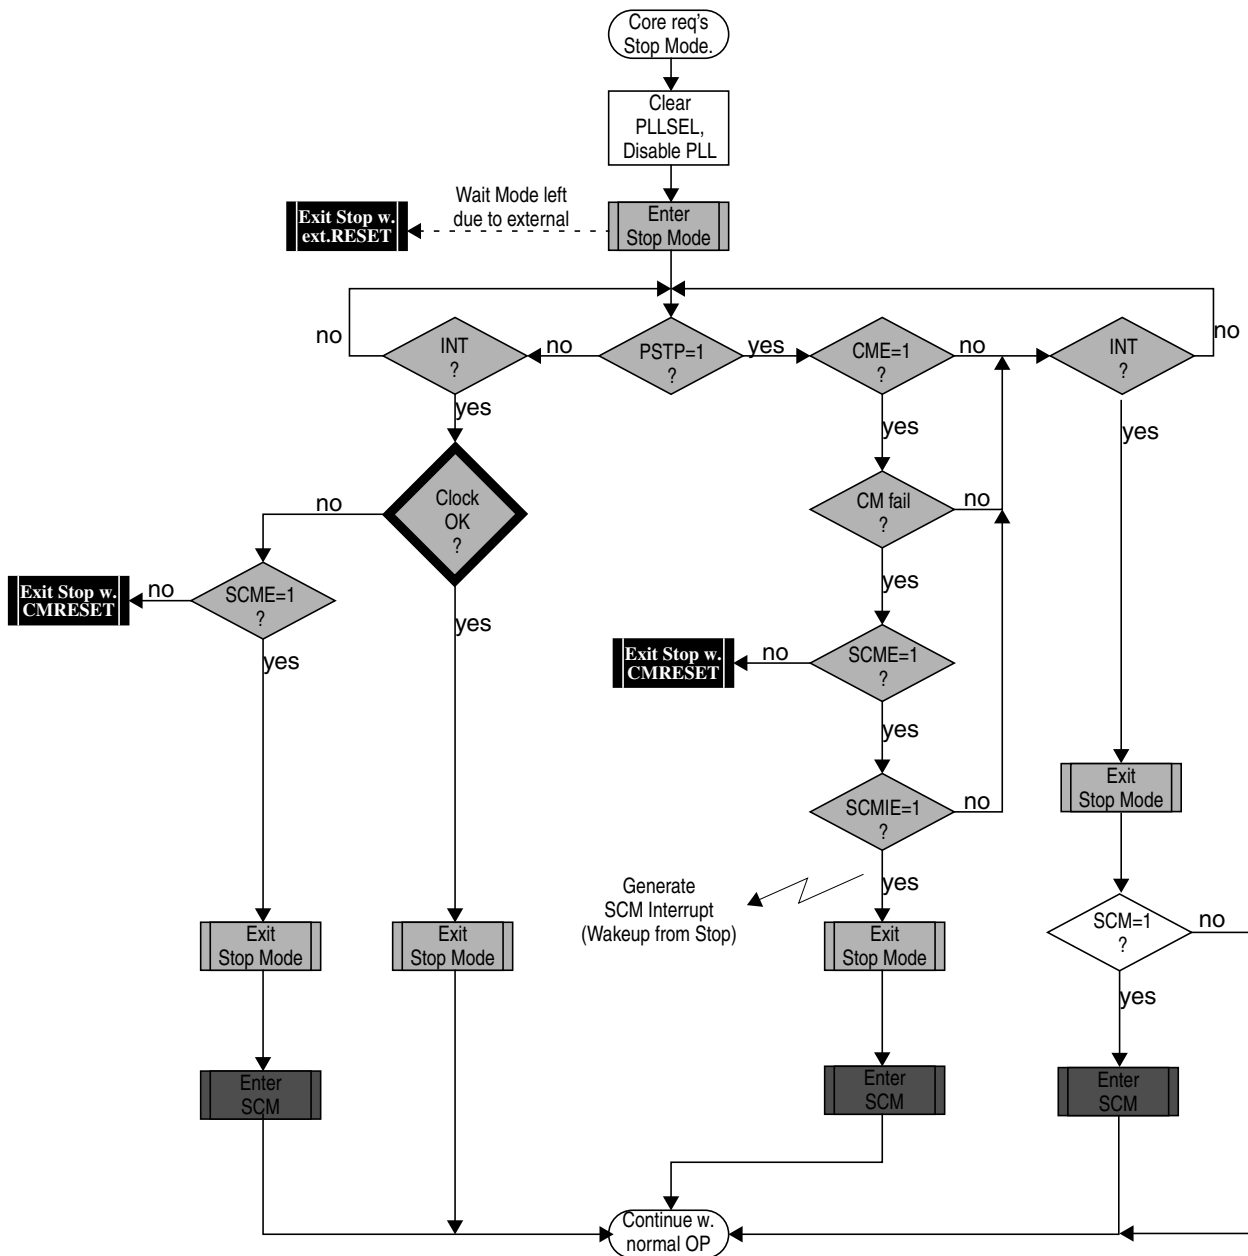 Core req's
Stop Mode.
Clear
PLLSEL,
Disable PLL
Wait Mode left
due to external
Exit Stop w.
ext.RESET
Enter
Stop Mode
no
INT
?
no
PSTP=1
?
yes
CME=1
?
no
INT
?
no
yes
yes
yes
no
Clock
OK
?
CM fail
?
no
Exit Stop w.
CMRESET
no
SCME=1
?
yes
yes
yes
Exit Stop w.
CMRESET
no
SCME=1
?
yes
SCMIE=1
?
no
Exit
Stop Mode
Generate
SCM Interrupt
(Wakeup from Stop)
yes
SCM=1
?
no
Exit
Stop Mode
Exit
Stop Mode
Exit
Stop Mode
yes
Enter
SCM
Enter
SCM
Enter
SCM
Continue w.
normal OP